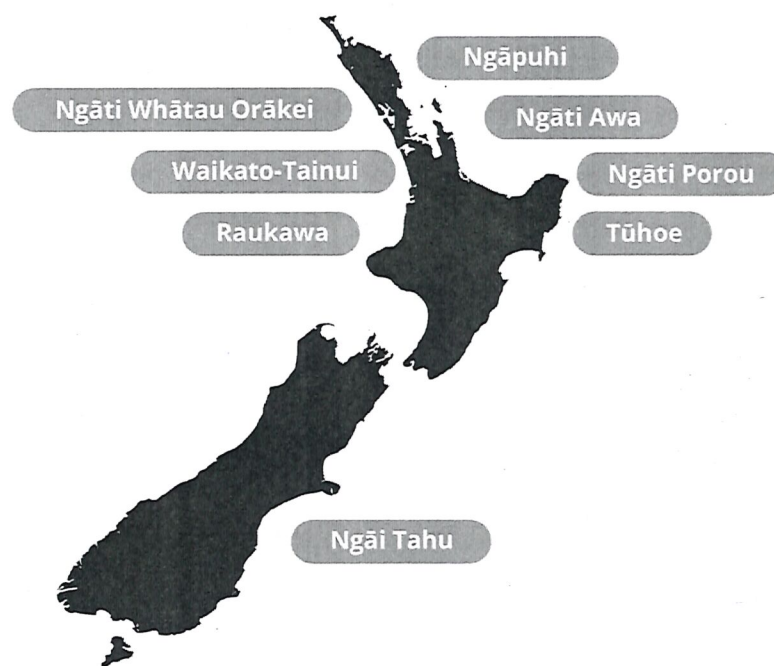 Ngāpuhi
Ngāti Whātau Orākei
Ngāti Awa
Waikato-Tainui
Ngāti Porou
Raukawa
Tūhoe
Ngāi Tahu